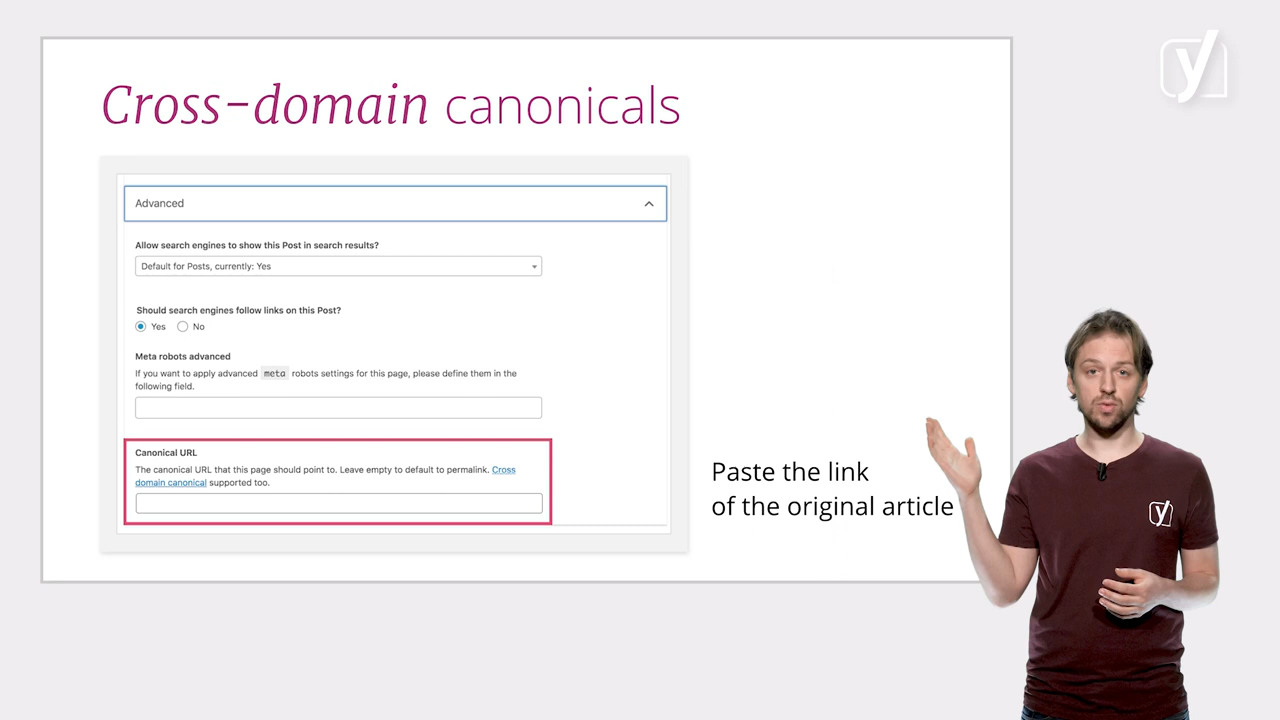 Cross-domain canonicals
Advanced
Allow search engines to show this Post in search results?
Default for Posts, currently: Yes
Should search engines follow links on this Post?
Yes No
Meta robots advanced
If you want to apply advanced meta robots settings for this page, please define them in the
following field.
Canonical URL
The canonical URL that this page should point to. Leave empty to default to permalink. Cross
domain canonical supported too.
Paste the link
of the original article
y
y